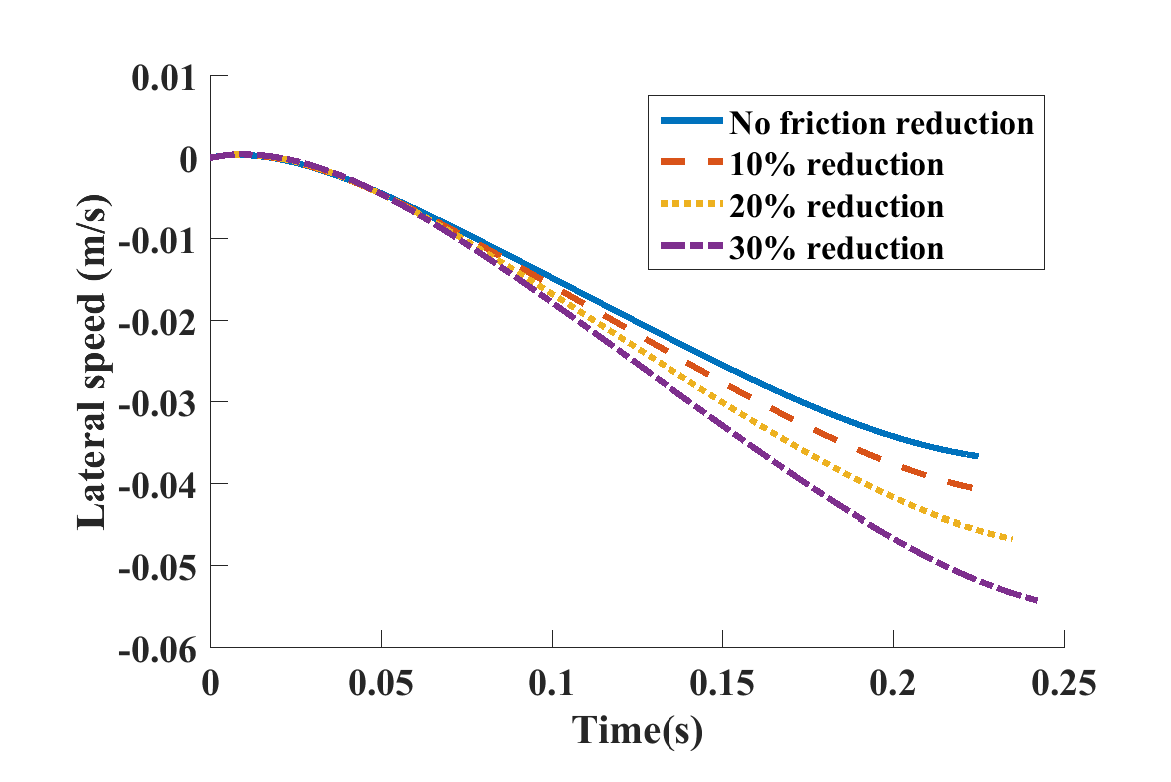 0.01
0
-0.01
-0.02
-0.03
-0.04
-0.05
-0.06
Lateral speed (m/s)
No friction reduction
10% reduction
20% reduction
30% reduction
0
0.05
0.1
0.15
0.2
0.25
Time(s)